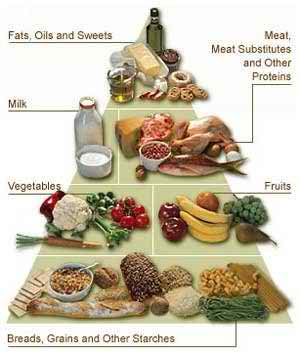 Fats, Oils and Sweets
Meat,
Meat Substitutes
and Other
Proteins
Milk
Vegetables
Fruits
Breads, Grains and Other Starches